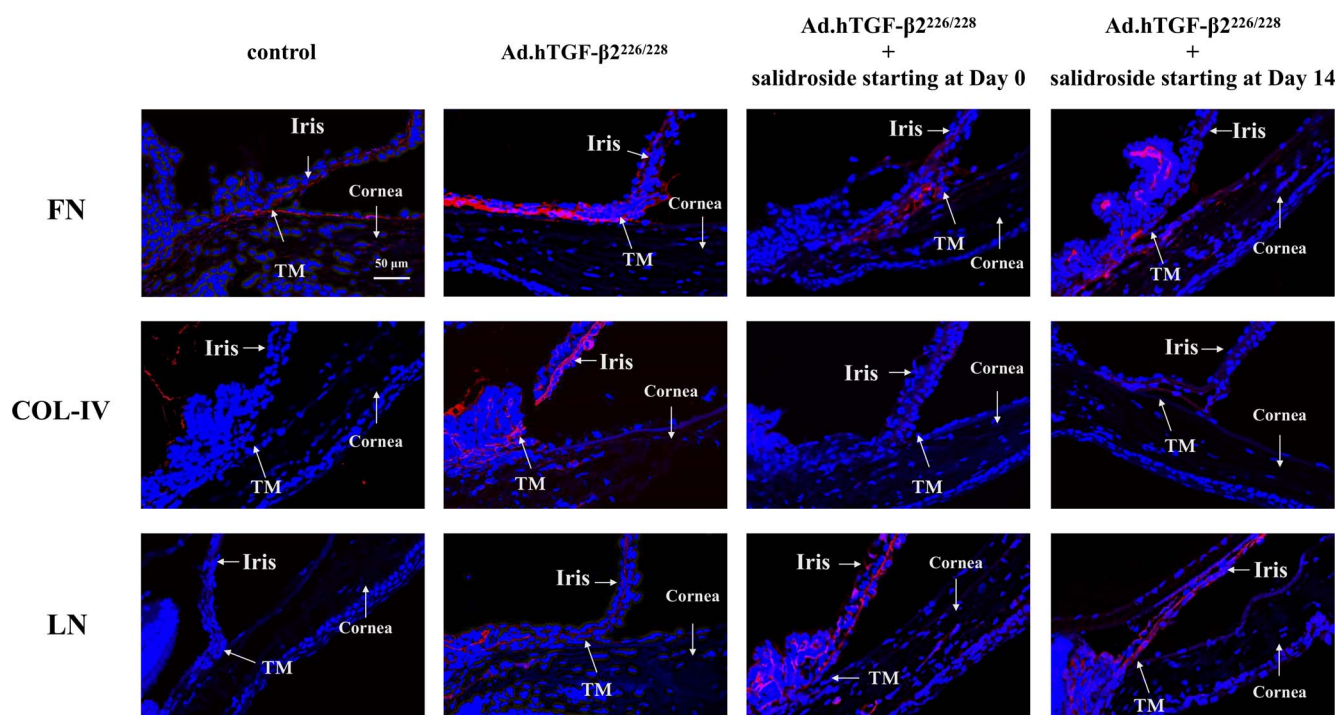 control
Ad.hTGF-β2²²⁶/²²⁸
Ad.hTGF-β2²²⁶/²²⁸
+
salidroside starting at Day 0
Ad.hTGF-β2²²⁶/²²⁸
+
salidroside starting at Day 14
FN
Iris
Cornea
TM
50 μm
Iris
Cornea
TM
Iris
TM
Cornea
Iris
TM
Cornea
COL-IV
Iris
Cornea
TM
Iris
Cornea
TM
Iris
Cornea
TM
Iris
TM
Cornea
LN
Iris
Cornea
TM
Iris
Cornea
TM
Iris
Cornea
TM
Iris
TM
Cornea